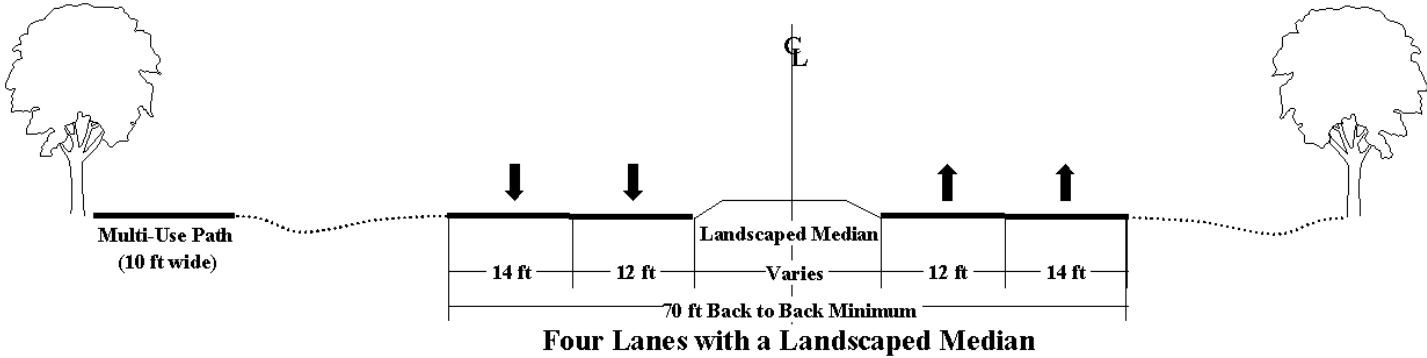 CL
Multi-Use Path
(10 ft wide)
Landscaped Median
14 ft
12 ft
Varies
12 ft
14 ft
70 ft Back to Back Minimum
Four Lanes with a Landscaped Median